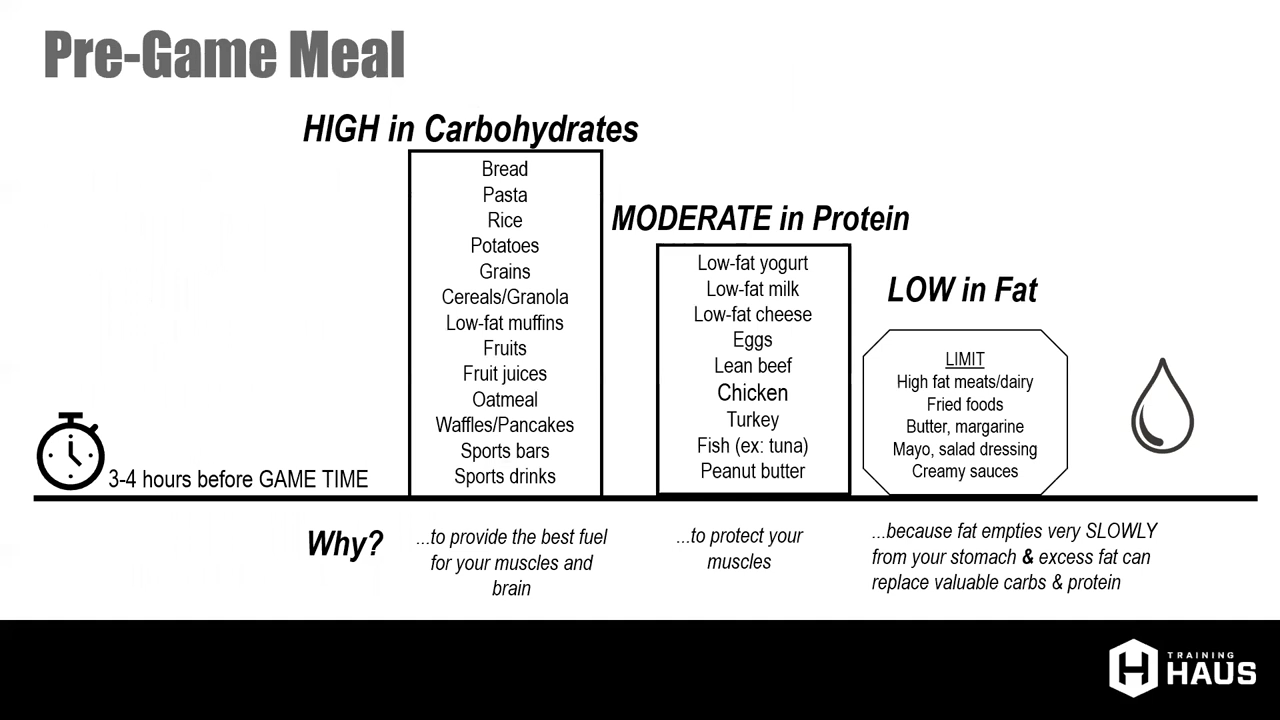 Pre-Game Meal
HIGH in Carbohydrates
Bread
Pasta
Rice
Potatoes
Grains
Cereals/Granola
Low-fat muffins
Fruits
Fruit juices
Oatmeal
Waffles/Pancakes
Sports bars
Sports drinks
MODERATE in Protein
Low-fat yogurt
Low-fat milk
Low-fat cheese
Eggs
Lean beef
Chicken
Turkey
Fish (ex: tuna)
Peanut butter
LOW in Fat
LIMIT
High fat meats/dairy
Fried foods
Butter, margarine
Mayo, salad dressing
Creamy sauces
3-4 hours before GAME TIME
Why?
...to provide the best fuel
for your muscles and
brain
...to protect your
muscles
...because fat empties very SLOWLY
from your stomach & excess fat can
replace valuable carbs & protein
TRAINING
HAUS